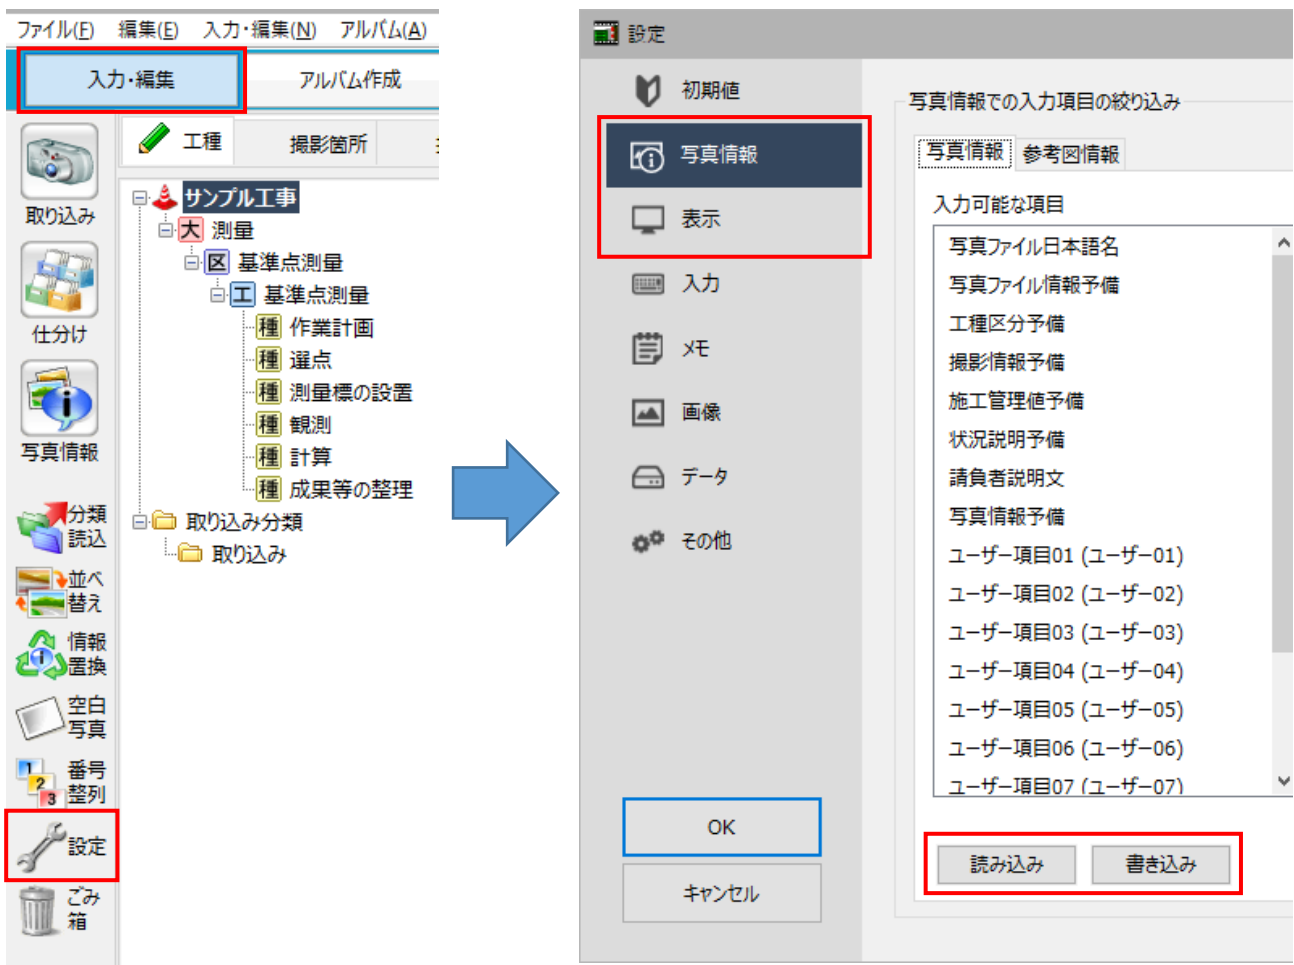 ファイル(F) 編集(E) 入力・編集(N) アルバム(A)
入力・編集 アルバム作成
工種 撮影箇所
取り込み
仕分け
写真情報
分類
読込
並べ
替え
情報
置換
空白
写真
番号
整列
設定
ごみ
箱
サンプル工事
大 測量
区 基準点測量
工 基準点測量
種 作業計画
種 選点
種 測量標の設置
種 観測
種 計算
種 成果等の整理
取り込み分類
取り込み
設定
初期値
写真情報
表示
入力
メモ
画像
データ
その他
OK
キャンセル
写真情報での入力項目の絞り込み
写真情報 参考図情報
入力可能な項目
写真ファイル日本語名
写真ファイル情報予備
工種区分予備
撮影情報予備
施工管理値予備
状況説明予備
請負者説明文
写真情報予備
ユーザー項目01 (ユーザー01)
ユーザー項目02 (ユーザー02)
ユーザー項目03 (ユーザー03)
ユーザー項目04 (ユーザー04)
ユーザー項目05 (ユーザー05)
ユーザー項目06 (ユーザー06)
ユーザー項目07 (ユーザー07)
読み込み 書き込み